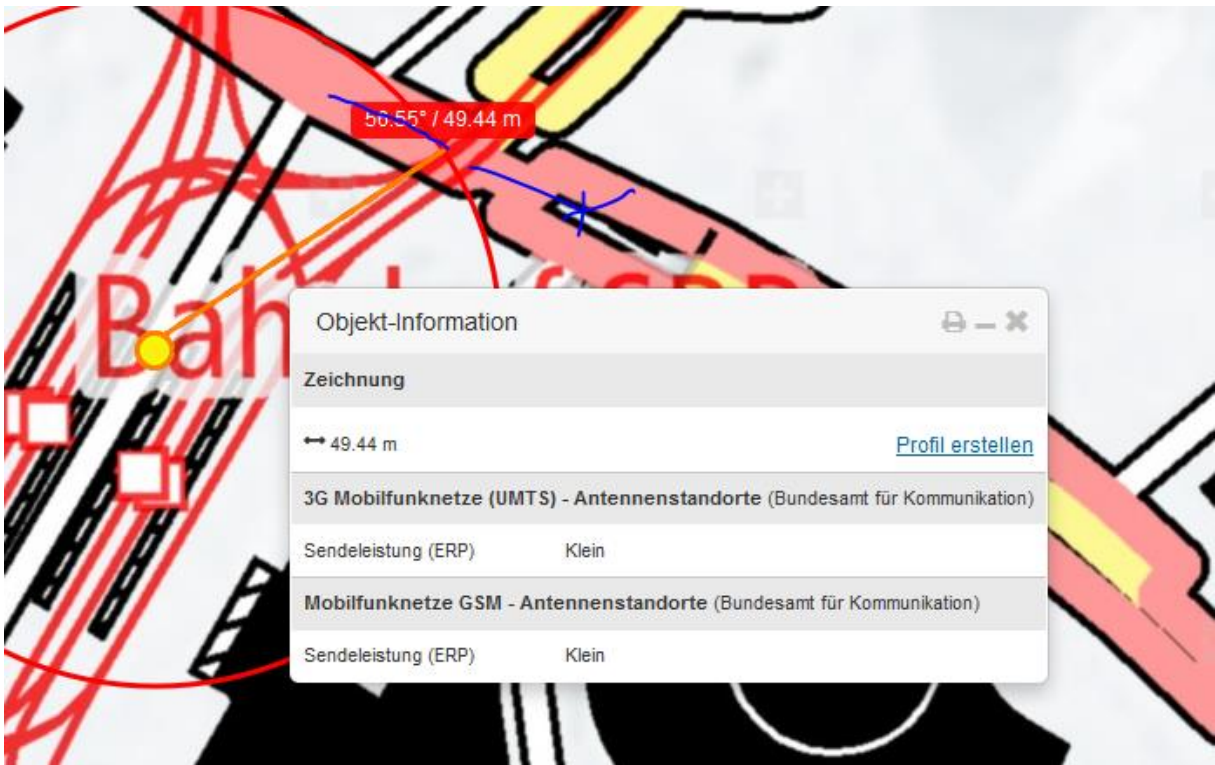 56.55° / 49.44 m
Objekt-Information
Zeichnung
49.44 m
Profil erstellen
3G Mobilfunknetze (UMTS) - Antennenstandorte (Bundesamt für Kommunikation)
Sendeleistung (ERP) Klein
Mobilfunknetze GSM - Antennenstandorte (Bundesamt für Kommunikation)
Sendeleistung (ERP) Klein